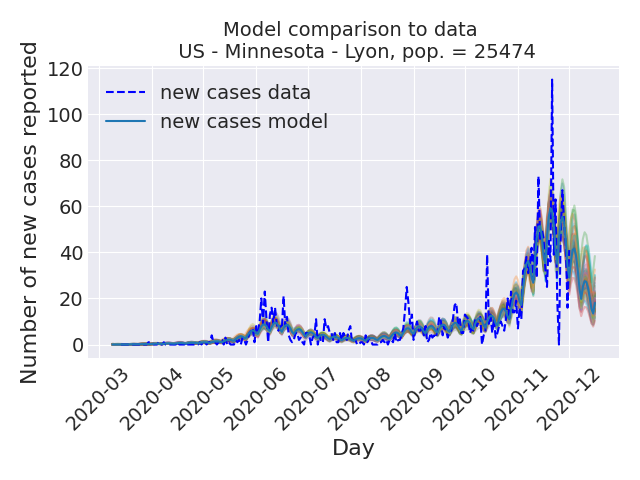 Model comparison to data
US - Minnesota - Lyon, pop. = 25474
Number of new cases reported
120
100
80
60
40
20
0
new cases data
new cases model
2020-03
2020-04
2020-05
2020-06
2020-07
2020-08
2020-09
2020-10
2020-11
2020-12
Day